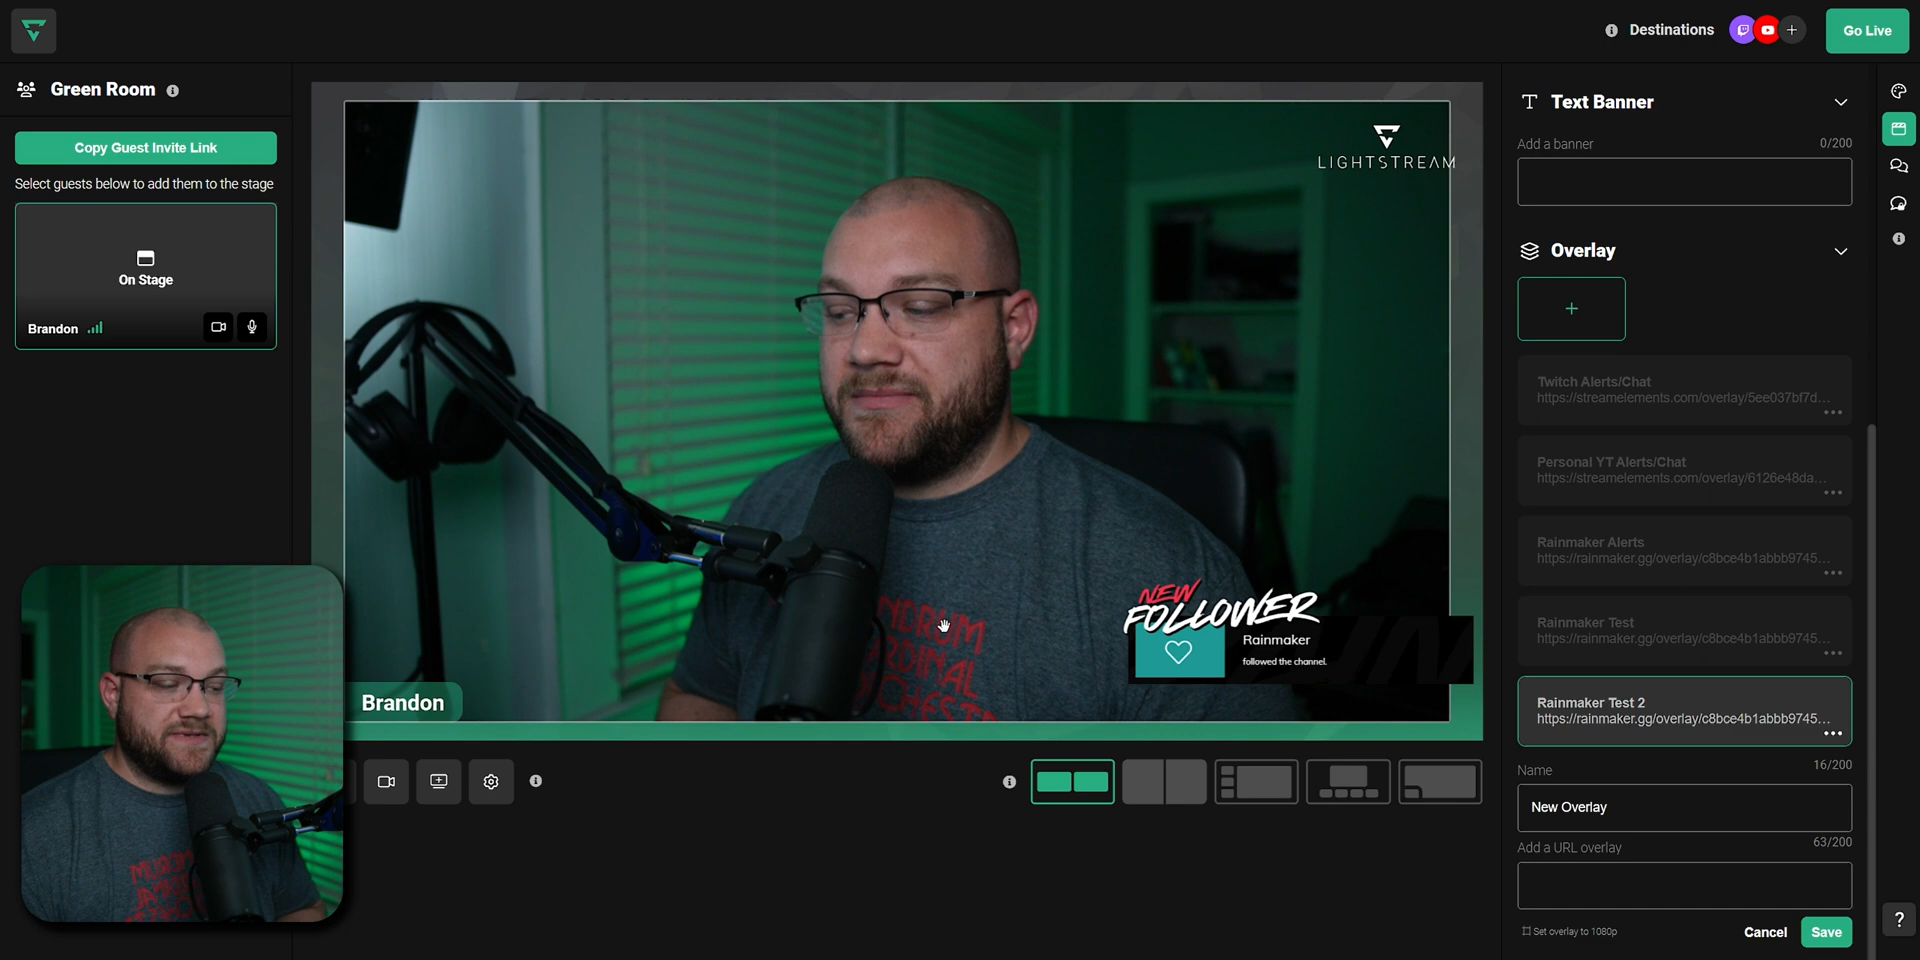 Destinations
Go Live
Green Room
Copy Guest Invite Link
Select guests below to add them to the stage
On Stage
Brandon
LIGHTSTREAM
NEW
FOLLOWER
Rainmaker
followed the channel.
Brandon
Text Banner
Add a banner
0/200
Overlay
+
Twitch Alerts/Chat
https://streamelements.com/overlay/5ee037bf7d...
Personal YT Alerts/Chat
https://streamelements.com/overlay/6126e48da...
Rainmaker Alerts
https://rainmaker.gg/overlay/c8bce4b1abbb9745...
Rainmaker Test
https://rainmaker.gg/overlay/c8bce4b1abbb9745...
Rainmaker Test 2
https://rainmaker.gg/overlay/c8bce4b1abbb9745...
Name
16/200
New Overlay
Add a URL overlay
63/200
Set overlay to 1080p
Cancel
Save
?